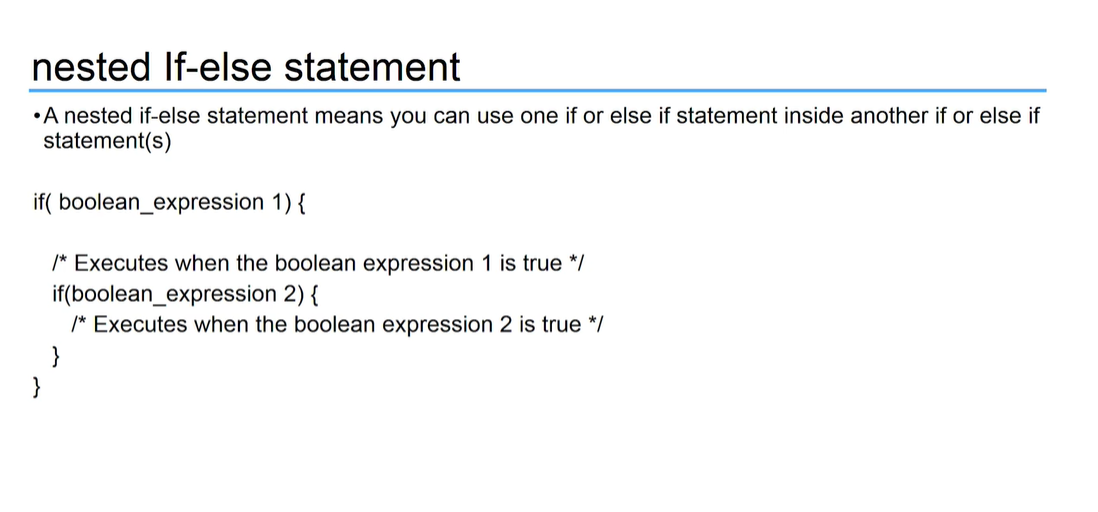 nested If-else statement
•A nested if-else statement means you can use one if or else if statement inside another if or else if
statement(s)
if( boolean_expression 1) {
/* Executes when the boolean expression 1 is true */
if(boolean_expression 2) {
/* Executes when the boolean expression 2 is true */
}
}